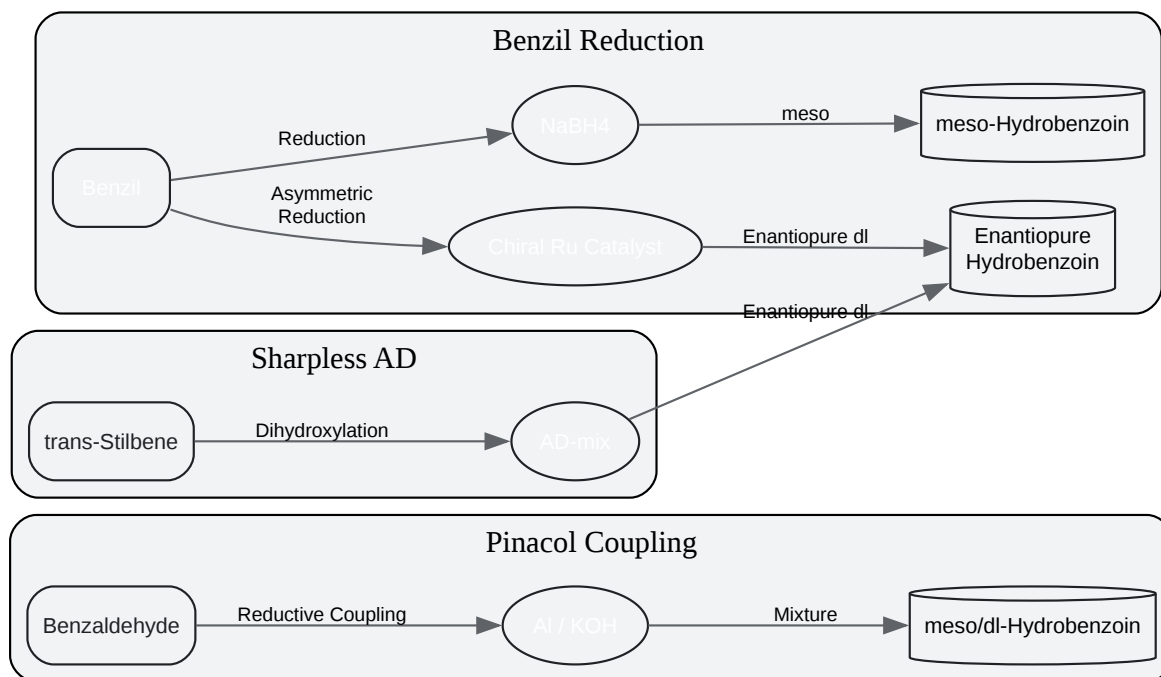 Benzil Reduction
NaBH4
meso
meso-Hydrobenzoin
Reduction
Benzil
Asymmetric
Reduction
Chiral Ru Catalyst
Enantiopure dl
Enantiopure
Hydrobenzoin
Enantiopure dl
Sharpless AD
trans-Stilbene
Dihydroxylation
AD-mix
Pinacol Coupling
Benzaldehyde
Reductive Coupling
Al / KOH
Mixture
meso/dl-Hydrobenzoin